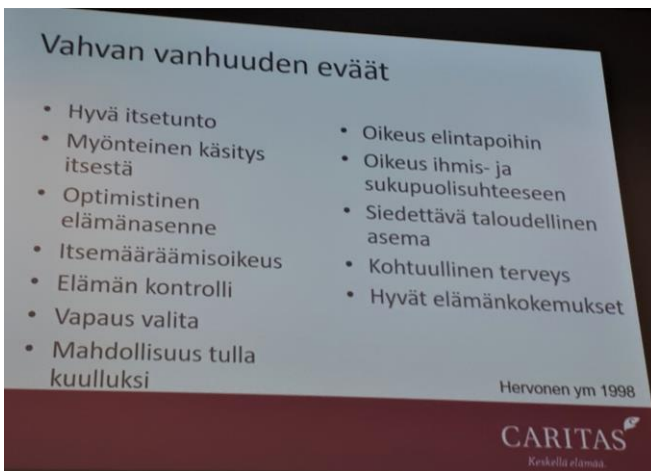 Vahvan vanhuuden eväät
• Hyvä itsetunto
• Myönteinen käsitys
itsestä
• Optimistinen
elämänasenne
• Itsemääräämisoikeus
• Elämän kontrolli
• Vapaus valita
• Mahdollisuus tulla
kuulluksi
• Oikeus elintapoihin
• Oikeus ihmis- ja
sukupuolisuhteeseen
• Siedettävä taloudellinen
asema
• Kohtuullinen terveys
• Hyvät elämänkokemukset
Hervonen ym 1998
CARITAS
Keskellä elämää.